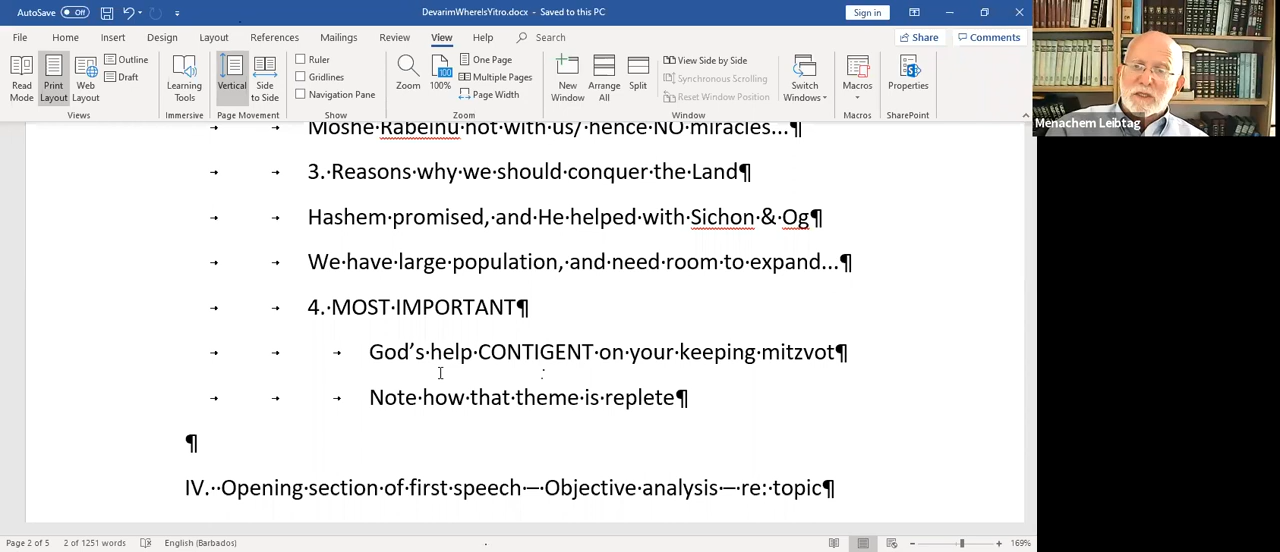 AutoSave Off DevarimWhereIsYitro.docx - Saved to this PC Sign in
File Home Insert Draw Design Layout References Mailings Review View Help Search Share Comments
Read Mode
Print Layout
Web Layout
Outline
Draft
Views
Learning Tools
Immersive
Vertical
Side to Side
Page Movement
Ruler
Gridlines
Navigation Pane
Show
Zoom
100
100%
One Page
Multiple Pages
Page Width
Zoom
New Window
Arrange All
Split
View Side by Side
Synchronous Scrolling
Reset Window Position
Window
Switch Windows
Macros
Macros
Properties
SharePoint
Menachem Leibtag
Moshe·Rabeinu·not·with·us/·hence·NO·miracles...¶
3.·Reasons·why·we·should·conquer·the·Land¶
Hashem·promised,·and·He·helped·with·Sichon·&·Og¶
We·have·large·population,·and·need·room·to·expand...¶
4.·MOST·IMPORTANT¶
God’s·help·CONTIGENT·on·your·keeping·mitzvot¶
Note·how·that·theme·is·replete¶
¶
IV.··Opening·section·of·first·speech·–·Objective·analysis·–·re:·topic¶
Page 2 of 5 2 of 1251 words English (Barbados) 169%